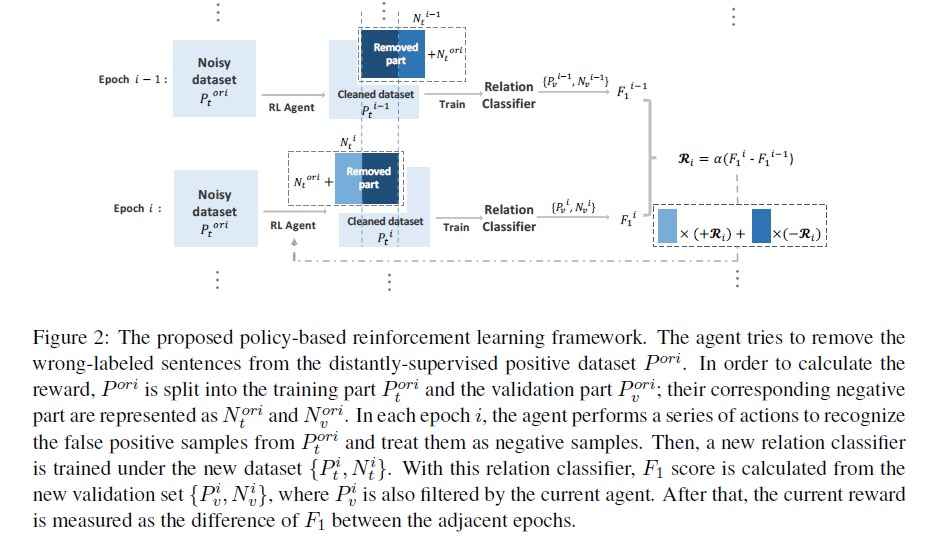 N_t^{i-1}
Noisy dataset P_t^{ori}
Removed part
+N_t^{ori}
Epoch i − 1 :
RL Agent
Cleaned dataset P_t^{i-1}
Train
Relation Classifier
{P_v^{i-1}, N_v^{i-1}}
F_1^{i-1}
N_t^i
ℛ_i = α(F_1^i - F_1^{i-1})
N_t^{ori} +
Removed part
Noisy dataset P_t^{ori}
Epoch i:
RL Agent
Cleaned dataset P_t^i
Train
Relation Classifier
{P_v^i, N_v^i}
F_1^i
× (+ℛ_i) + ×(−ℛ_i)
Figure 2: The proposed policy-based reinforcement learning framework. The agent tries to remove the
wrong-labeled sentences from the distantly-supervised positive dataset P^{ori}. In order to calculate the
reward, P^{ori} is split into the training part P_t^{ori} and the validation part P_v^{ori}; their corresponding negative
part are represented as N_t^{ori} and N_v^{ori}. In each epoch i, the agent performs a series of actions to recognize
the false positive samples from P_t^{ori} and treat them as negative samples. Then, a new relation classifier
is trained under the new dataset {P_t^i, N_t^i}. With this relation classifier, F_1 score is calculated from the
new validation set {P_v^i, N_v^i}, where P_v^i is also filtered by the current agent. After that, the current reward
is measured as the difference of F_1 between the adjacent epochs.